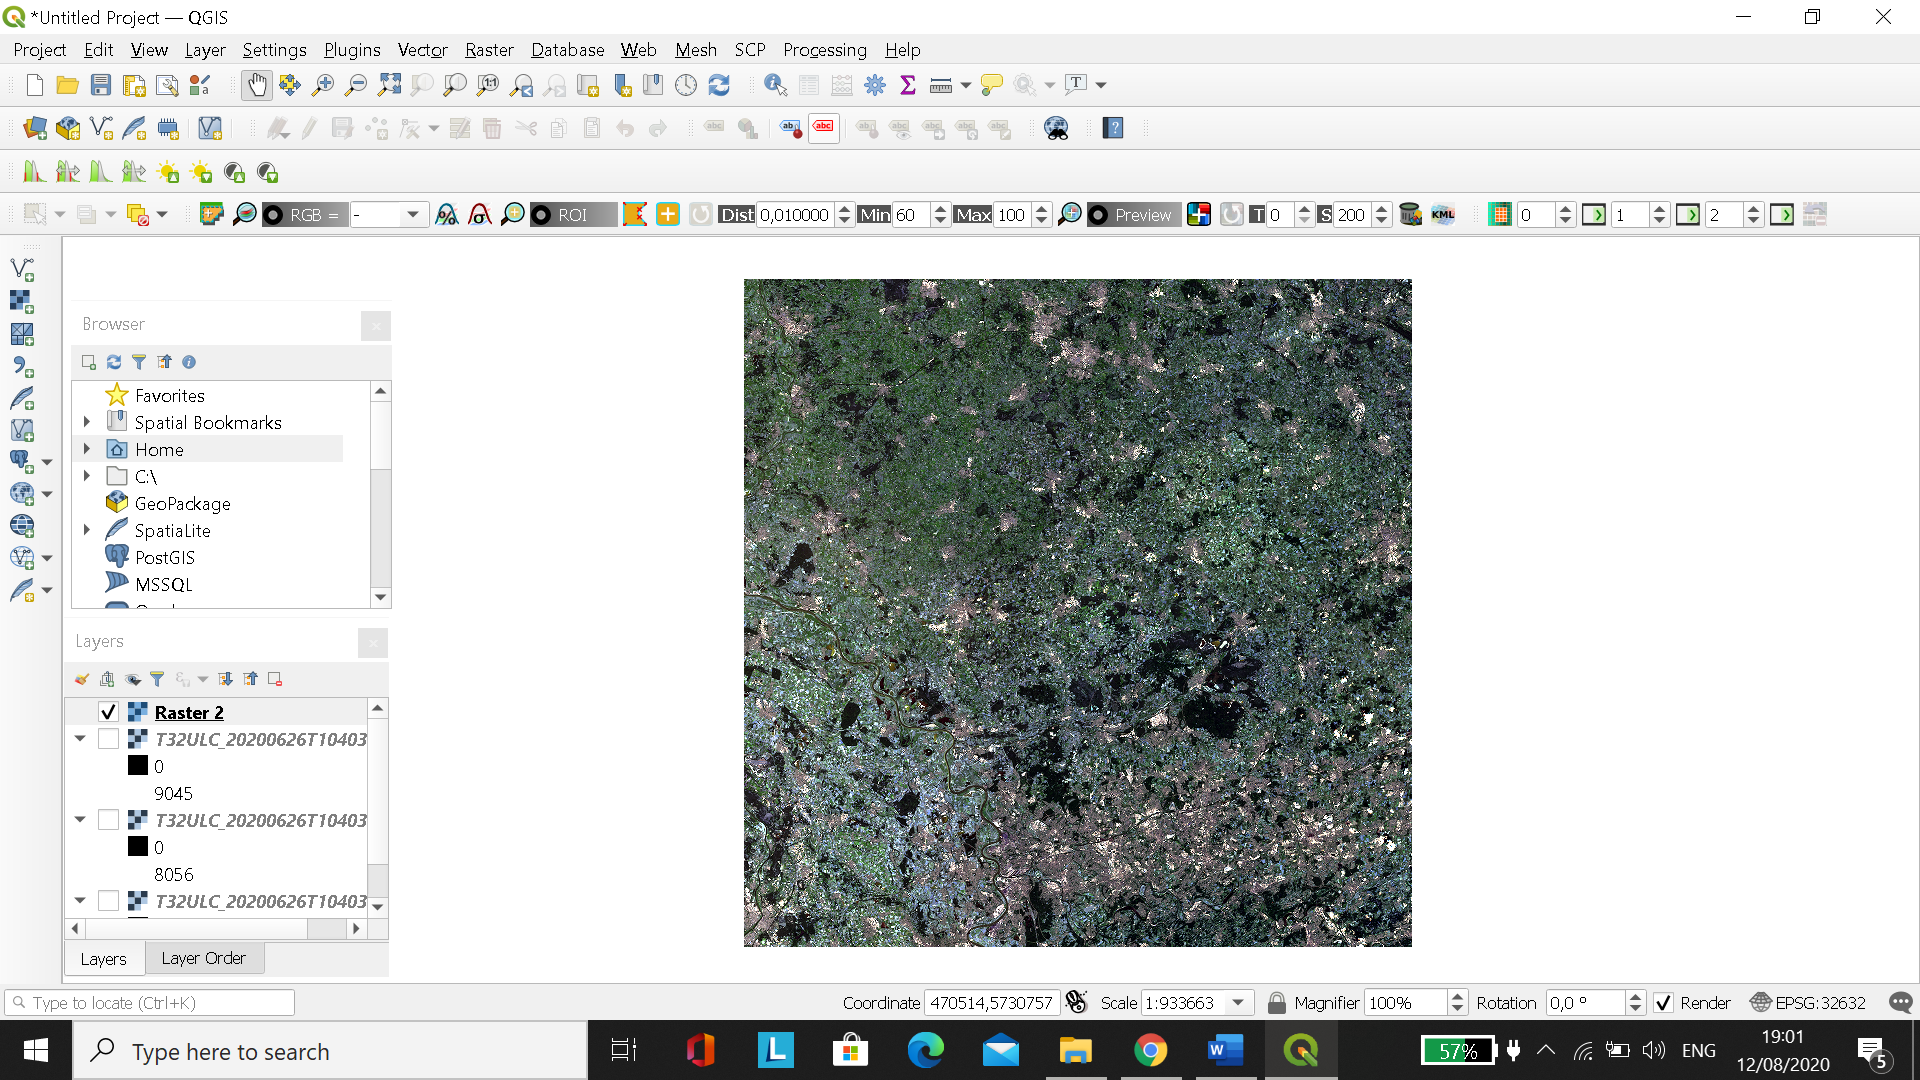 *Untitled Project — QGIS
Project Edit View Layer Settings Plugins Vector Raster Database Web Mesh SCP Processing Help
RGB = - ROI Dist 0,010000 Min 60 Max 100 Preview T 0 S 200 KML 0 1 2
Browser
Favorites
Spatial Bookmarks
Home
C:\
GeoPackage
SpatiaLite
PostGIS
MSSQL
Layers
Raster 2
T32ULC_20200626T10403
0
9045
T32ULC_20200626T10403
0
8056
T32ULC_20200626T10403
Layers Layer Order
Type to locate (Ctrl+K) Coordinate 470514,5730757 Scale 1:933663 Magnifier 100% Rotation 0,0 ° Render EPSG:32632
Type here to search 57% ENG 19:01
12/08/2020 5